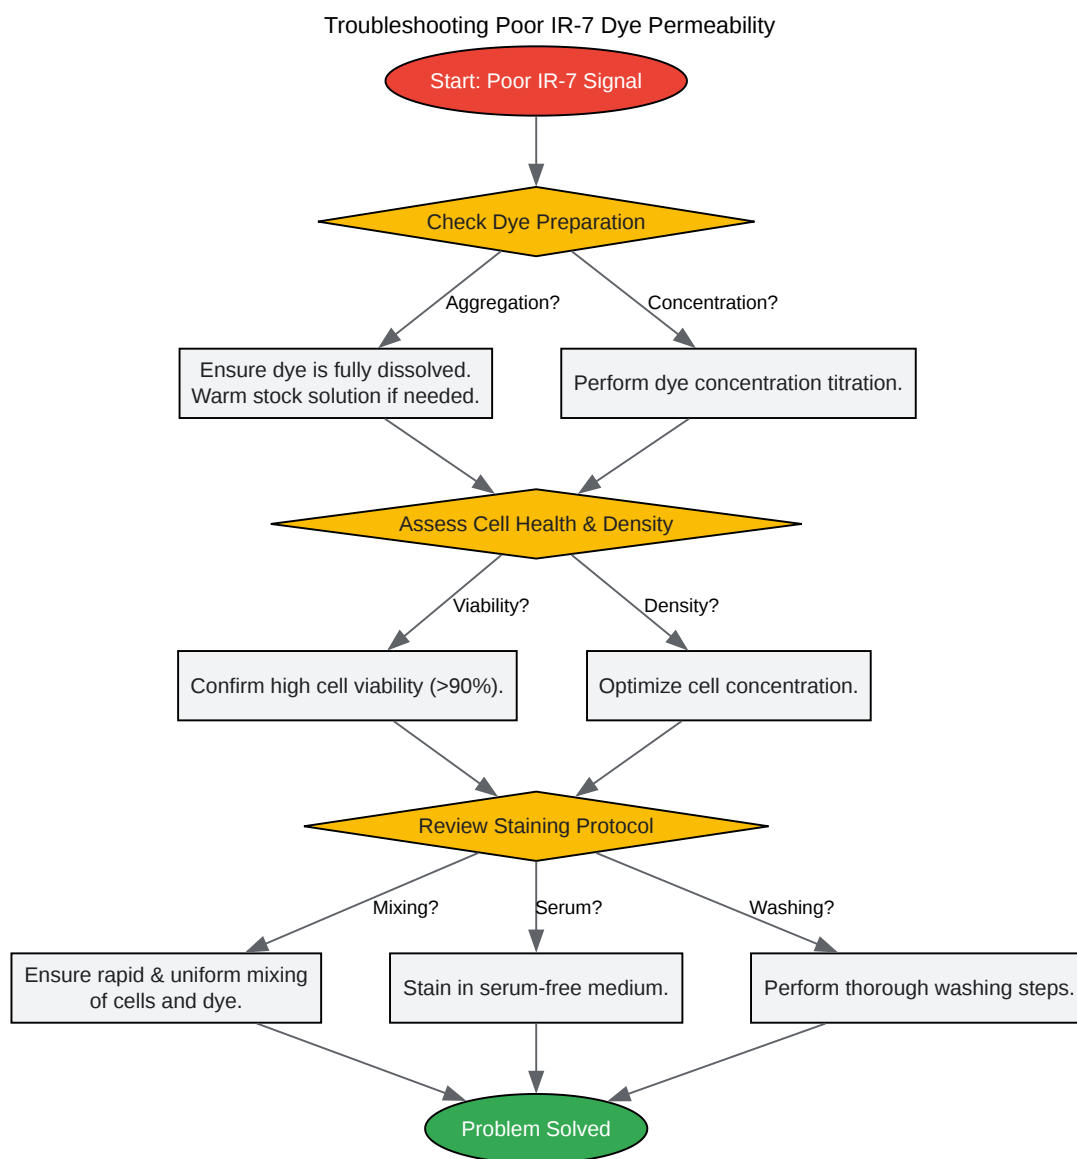 Troubleshooting Poor IR-7 Dye Permeability
Start: Poor IR-7 Signal
Check Dye Preparation
Aggregation?
Concentration?
Ensure dye is fully dissolved.
Warm stock solution if needed.
Perform dye concentration titration.
Assess Cell Health & Density
Viability?
Density?
Confirm high cell viability (>90%).
Optimize cell concentration.
Review Staining Protocol
Mixing?
Serum?
Washing?
Ensure rapid & uniform mixing
of cells and dye.
Stain in serum-free medium.
Perform thorough washing steps.
Problem Solved